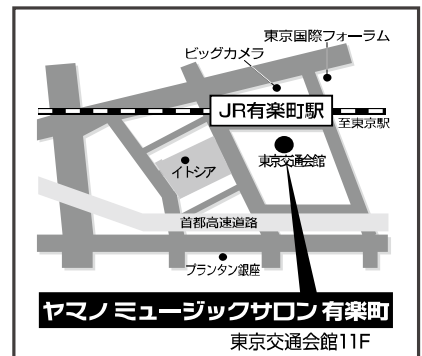 東京国際フォーラム
ビッグカメラ
JR有楽町駅
至東京駅
東京交通会館
イトシア
首都高速道路
プランタン銀座
ヤマノ ミュージックサロン 有楽町
東京交通会館11F